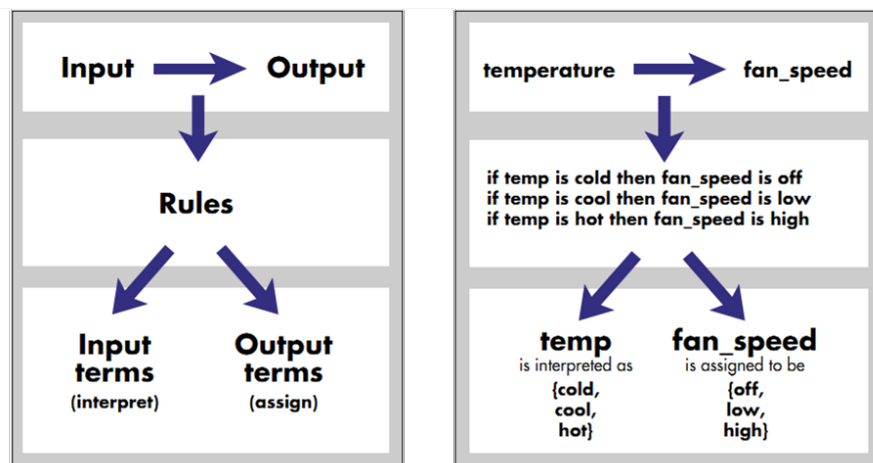 Input Output
Rules
Input terms
(interpret)
Output terms
(assign)
temperature fan_speed
if temp is cold then fan_speed is off
if temp is cool then fan_speed is low
if temp is hot then fan_speed is high
temp
is interpreted as
{cold,
cool,
hot}
fan_speed
is assigned to be
{off,
low,
high}